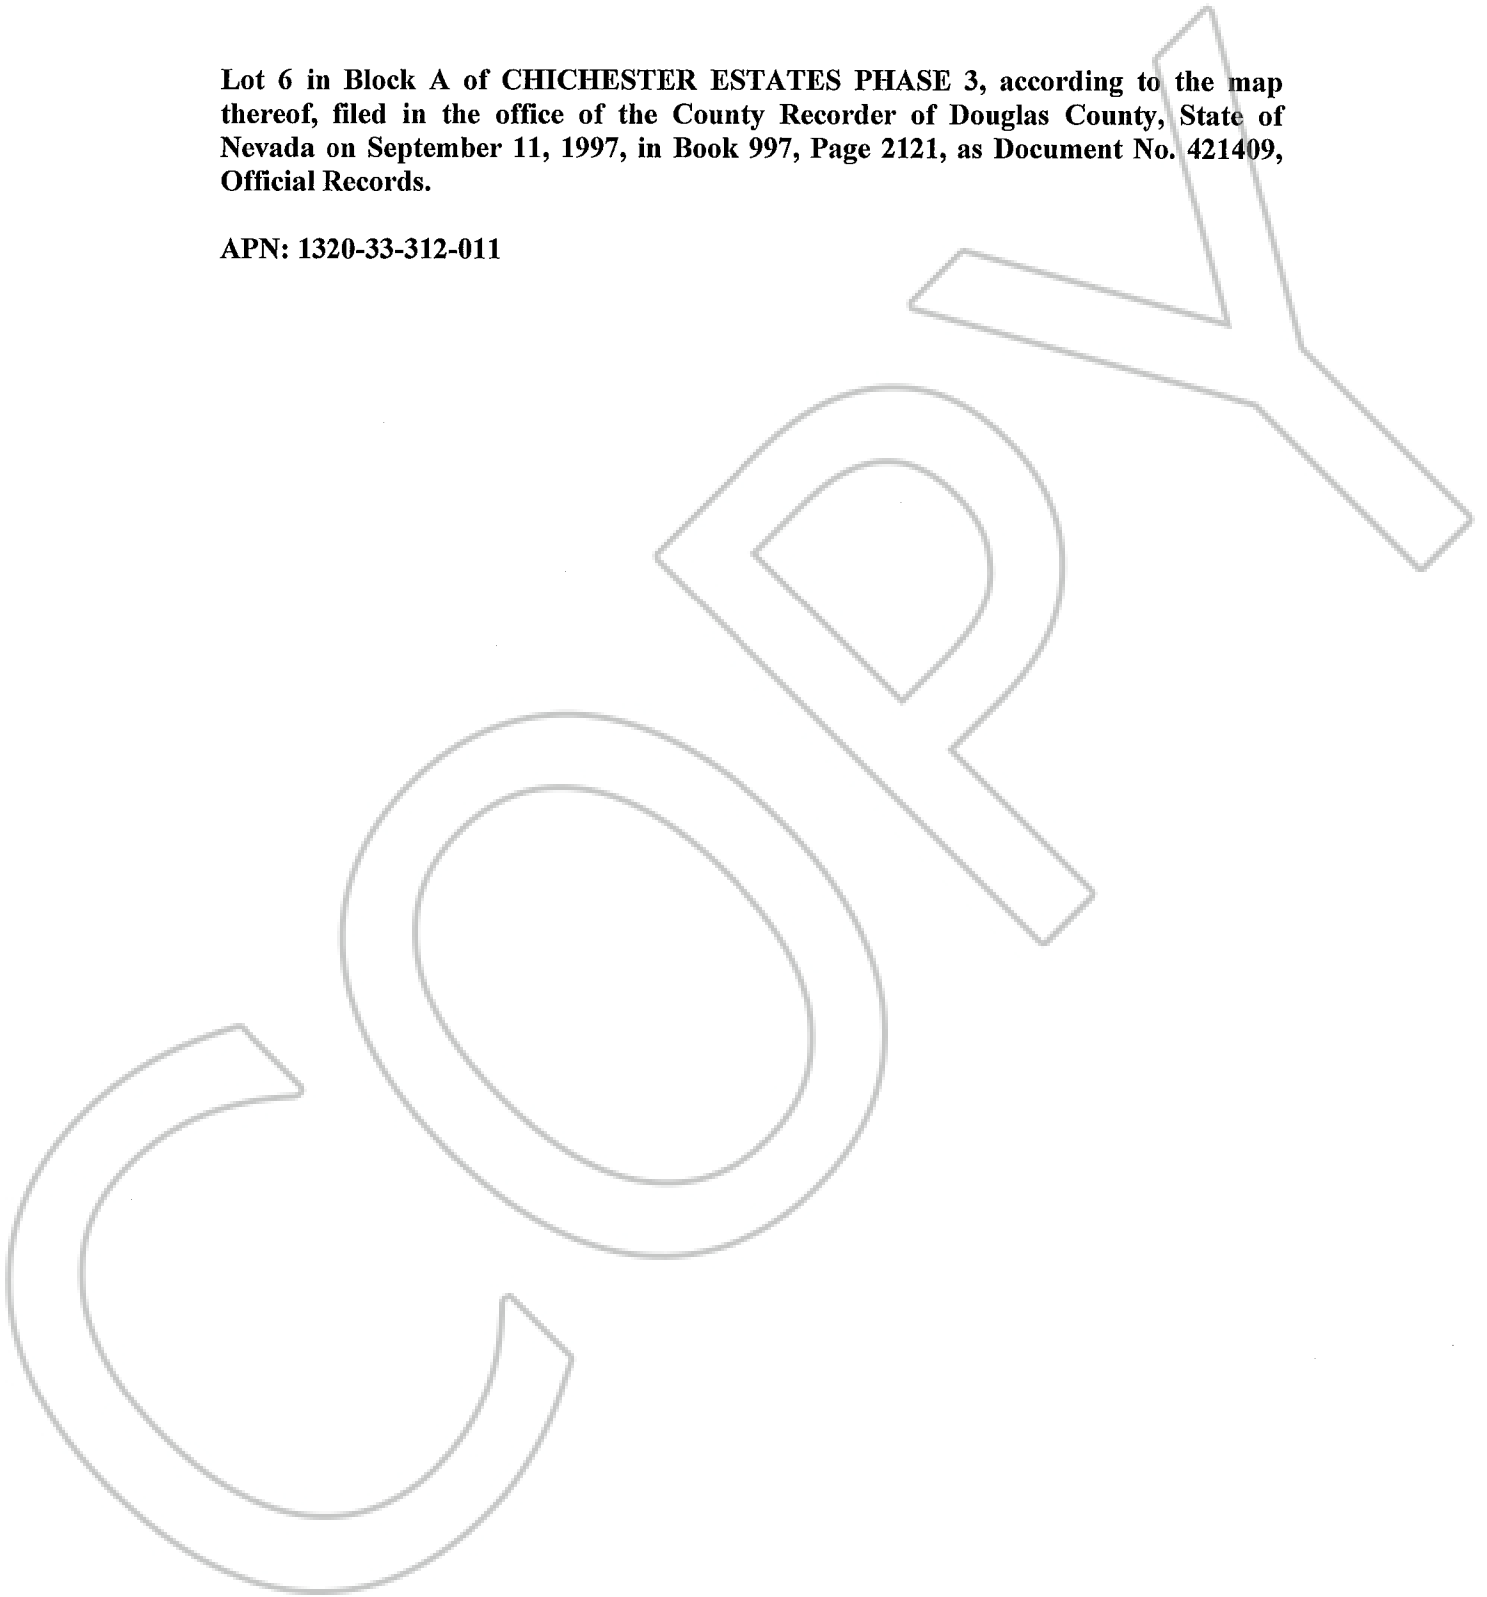 Lot 6 in Block A of CHICHESTER ESTATES PHASE 3, according to the map
thereof, filed in the office of the County Recorder of Douglas County, State of
Nevada on September 11, 1997, in Book 997, Page 2121, as Document No. 421409,
Official Records.
APN: 1320-33-312-011
COPY